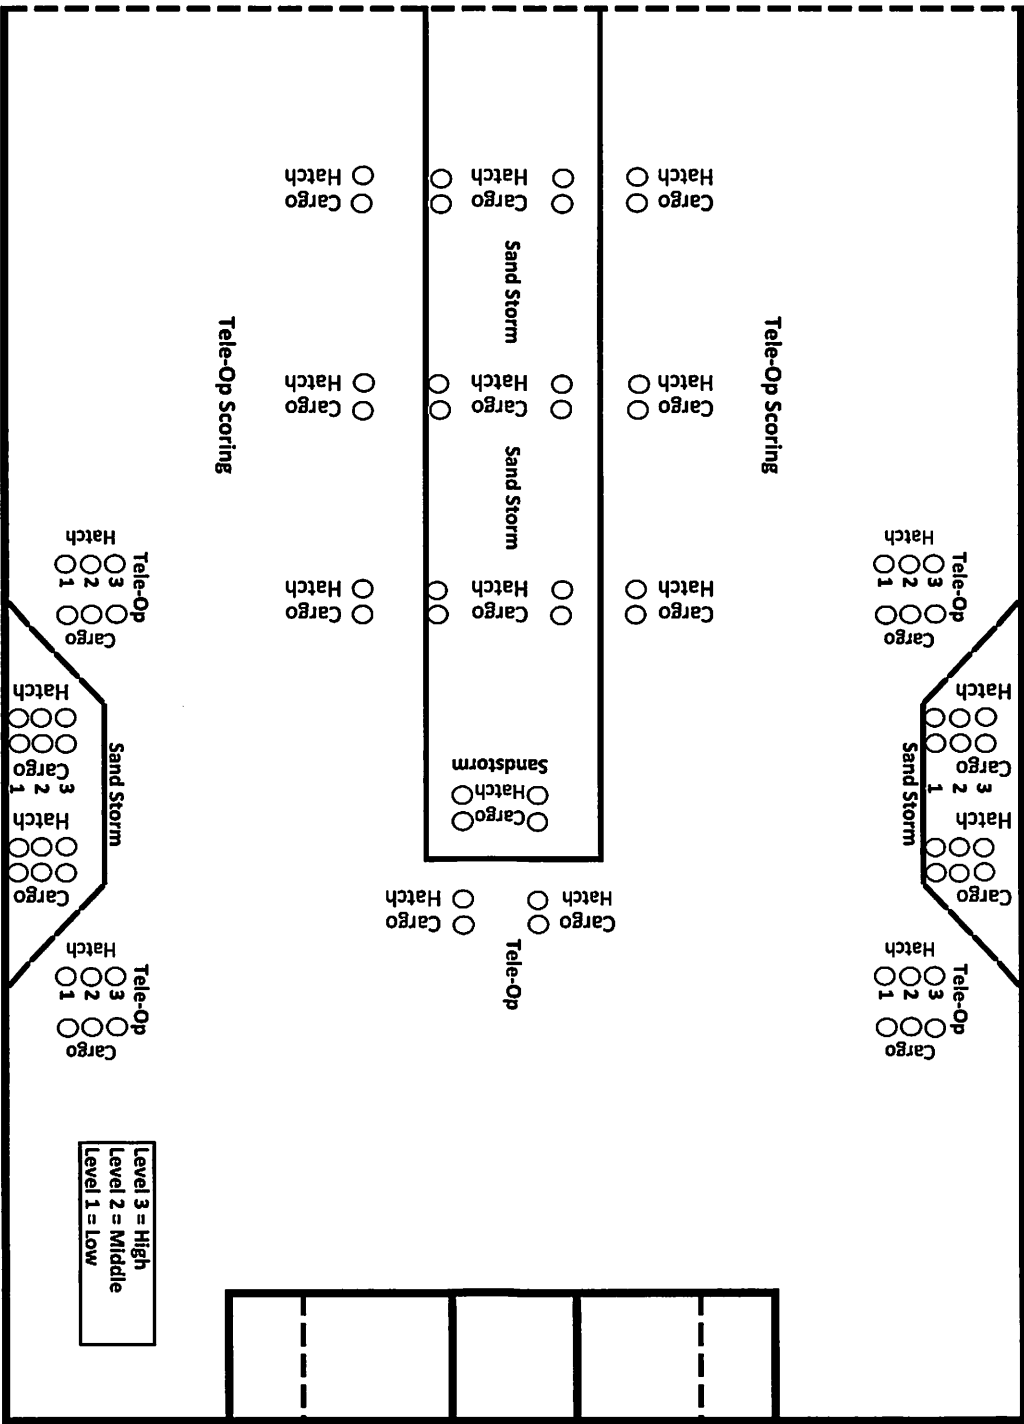 Hatch Hatch Hatch
Cargo Cargo Cargo
Sand Storm
Tele-Op Scoring
Tele-Op Scoring
Hatch Hatch Hatch
Cargo Cargo Cargo
Sand Storm
Hatch
Tele-Op
1 2 3
Cargo
Hatch
Tele-Op
1 2 3
Cargo
Hatch Hatch Hatch
Cargo Cargo Cargo
Hatch
Cargo
1 2 3
Hatch
Cargo
Sand Storm
Sandstorm
Hatch
Cargo
Sand Storm
Hatch
Cargo
1 2 3
Hatch
Cargo
Hatch Hatch
Cargo Cargo
Tele-Op
Hatch
Tele-Op
1 2 3
Cargo
Hatch
Tele-Op
1 2 3
Cargo
Level 3 = High
Level 2 = Middle
Level 1 = Low